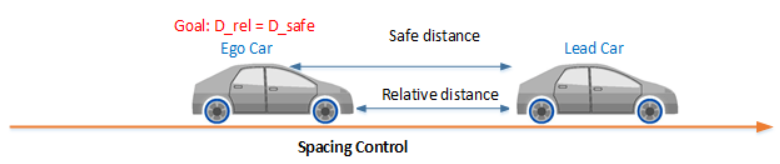 Goal: D_rel = D_safe
Ego Car
Safe distance
Lead Car
Relative distance
Spacing Control